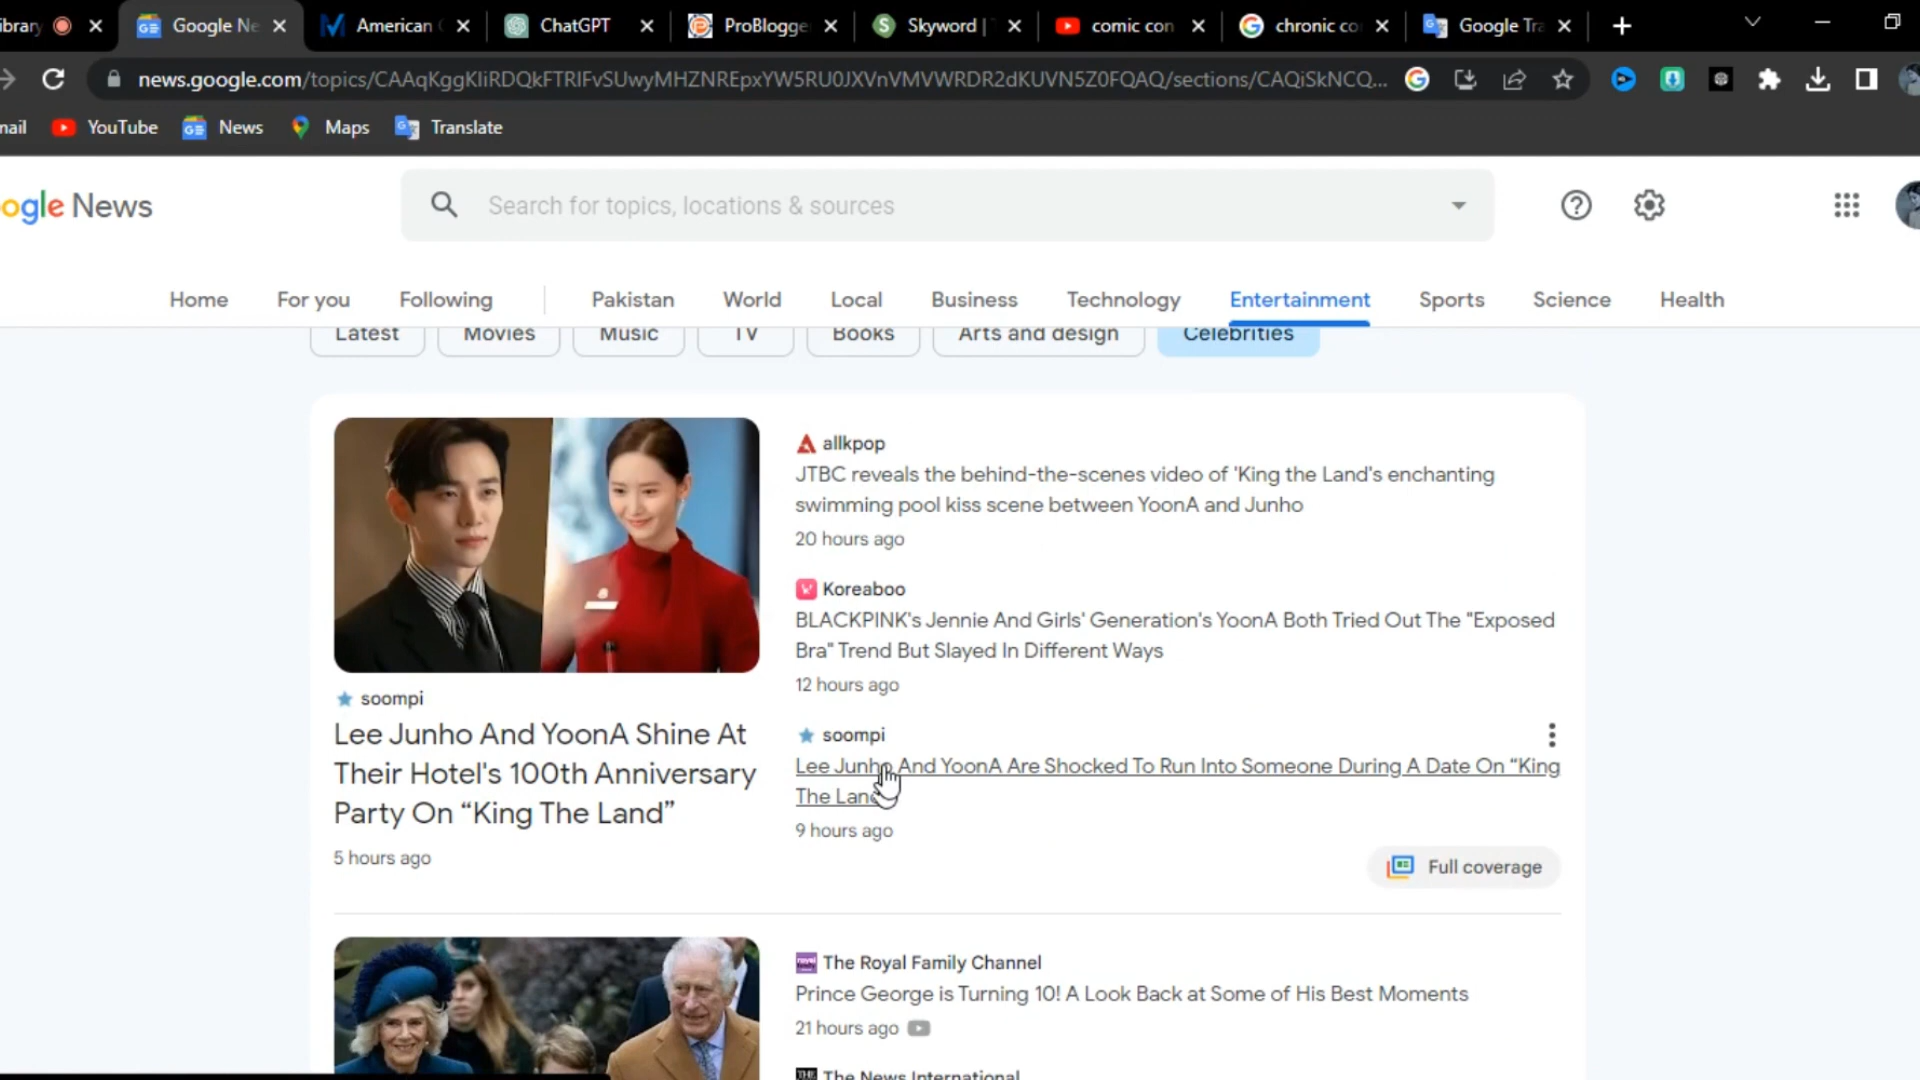 ibrary
Google Ne
American
ChatGPT
ProBlogge
Skyword |
comic con
chronic co
Google Tra
news.google.com/topics/CAAqKggKIiRDQkFTRlFvSUwyMHZNREpxYW5RU0JXVnVMVWRDR2dKUVN5Z0FQAQ/sections/CAQiSkNCQ...
nail
YouTube
News
Maps
Translate
ogle News
Search for topics, locations & sources
Home
For you
Following
Pakistan
World
Local
Business
Technology
Entertainment
Sports
Science
Health
Latest
Movies
Music
TV
Books
Arts and design
Celebrities
soompi
Lee Junho And YoonA Shine At
Their Hotel's 100th Anniversary
Party On “King The Land”
5 hours ago
allkpop
JTBC reveals the behind-the-scenes video of 'King the Land's enchanting
swimming pool kiss scene between YoonA and Junho
20 hours ago
Koreaboo
BLACKPINK's Jennie And Girls' Generation's YoonA Both Tried Out The "Exposed
Bra" Trend But Slayed In Different Ways
12 hours ago
soompi
Lee Junho And YoonA Are Shocked To Run Into Someone During A Date On “King
The Land
9 hours ago
Full coverage
The Royal Family Channel
Prince George is Turning 10! A Look Back at Some of His Best Moments
21 hours ago
The News International